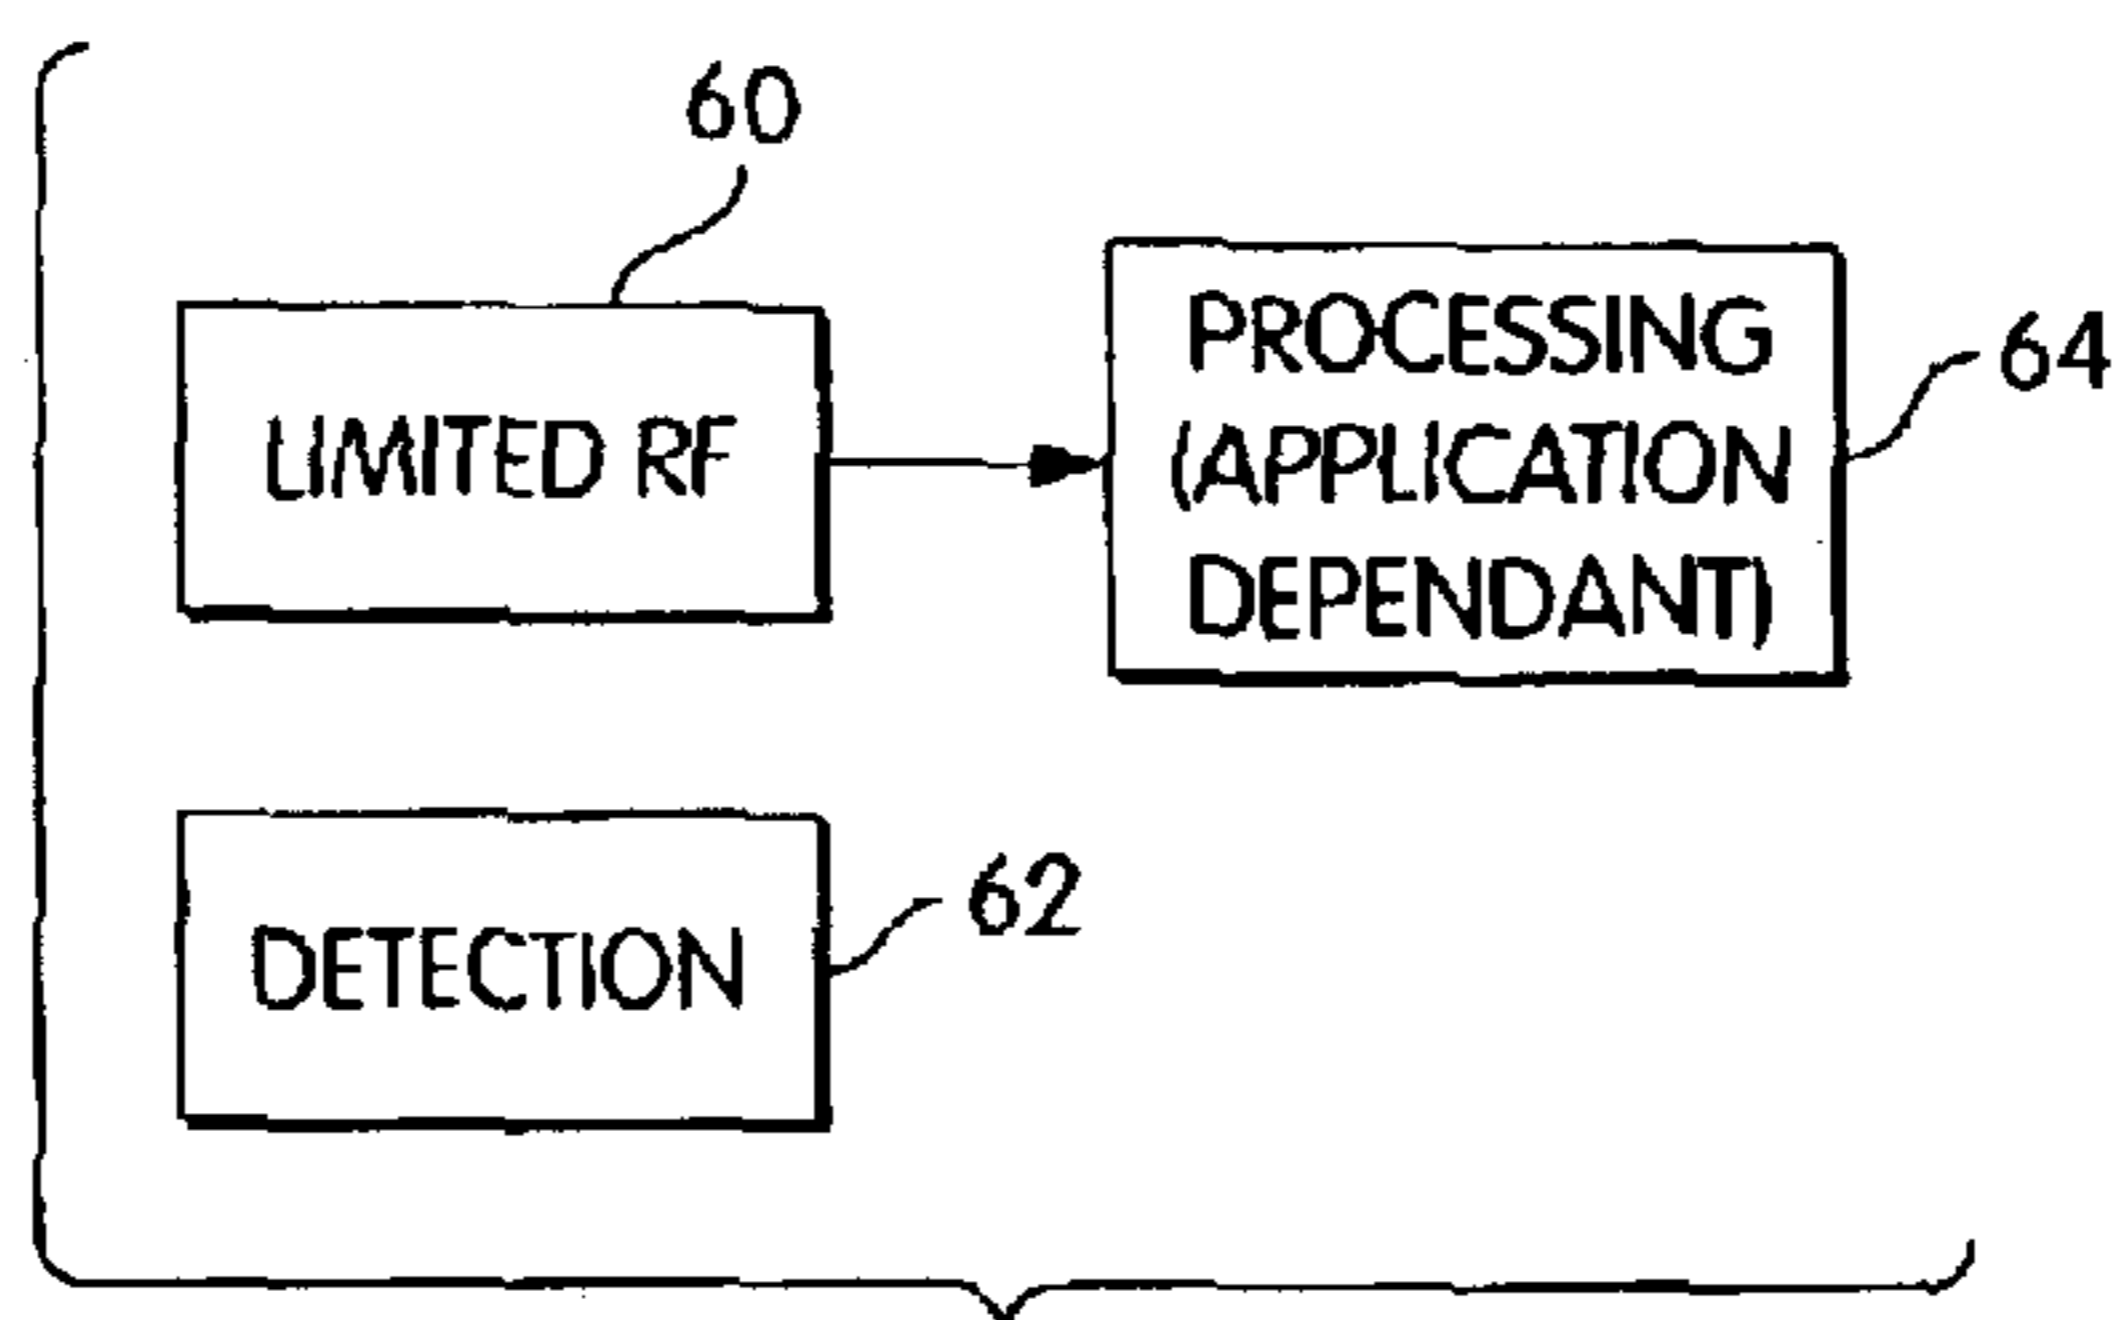 60
LIMITED RF
PROCESSING
(APPLICATION
DEPENDANT)
64
DETECTION
62